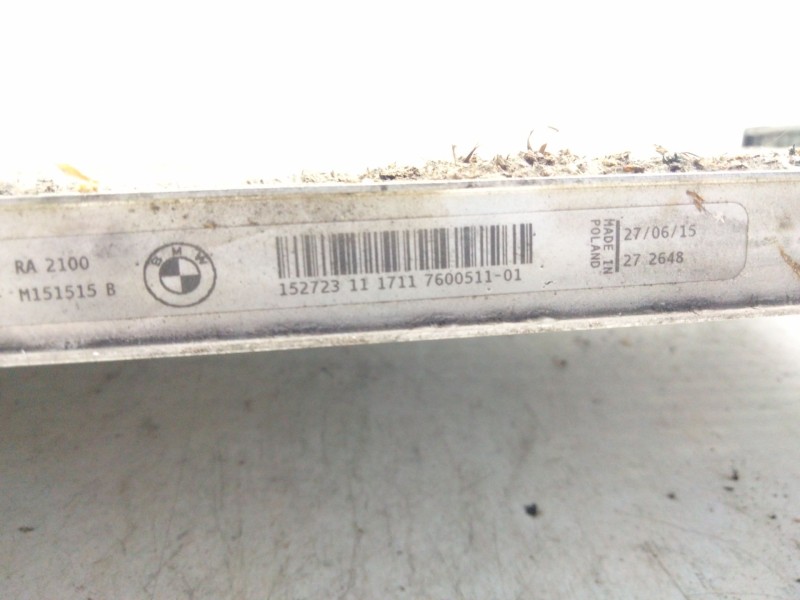 RA 2100
M151515 B
BMW
152723 11 1711 7600511-01
MADE IN
POLAND
27/06/15
27 2648